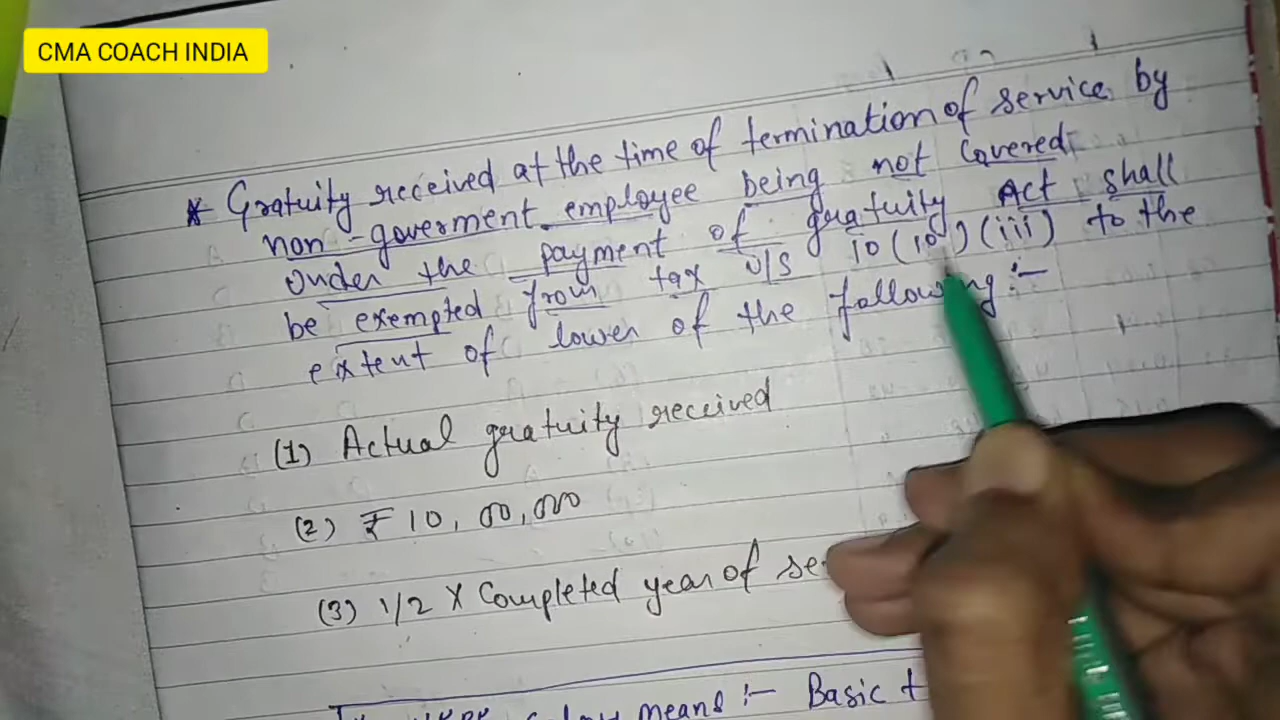 CMA COACH INDIA
* Gratuity received at the time of termination of service by
non-goverment employee being not covered
under the payment of gratuity Act shall
be exempted from tax U/S 10(10)(iii) to the
extent of lower of the following :-
(1) Actual gratuity received
(2) ₹ 10,00,000
(3) 1/2 X Completed year of se
means :- Basic +